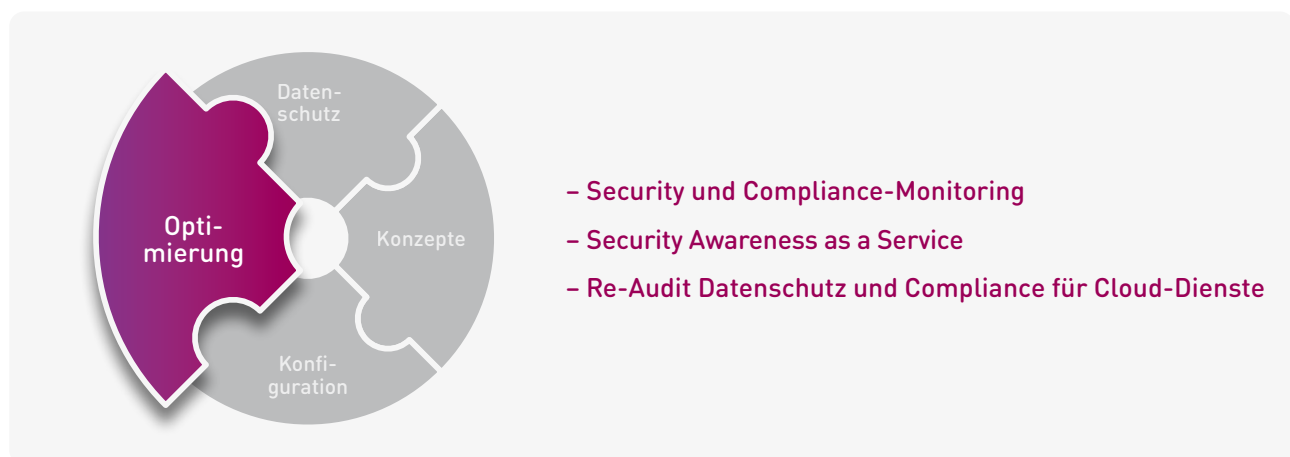 Daten-
schutz
Opti-
mierung
Konzepte
Konfi-
guration
– Security und Compliance-Monitoring
– Security Awareness as a Service
– Re-Audit Datenschutz und Compliance für Cloud-Dienste